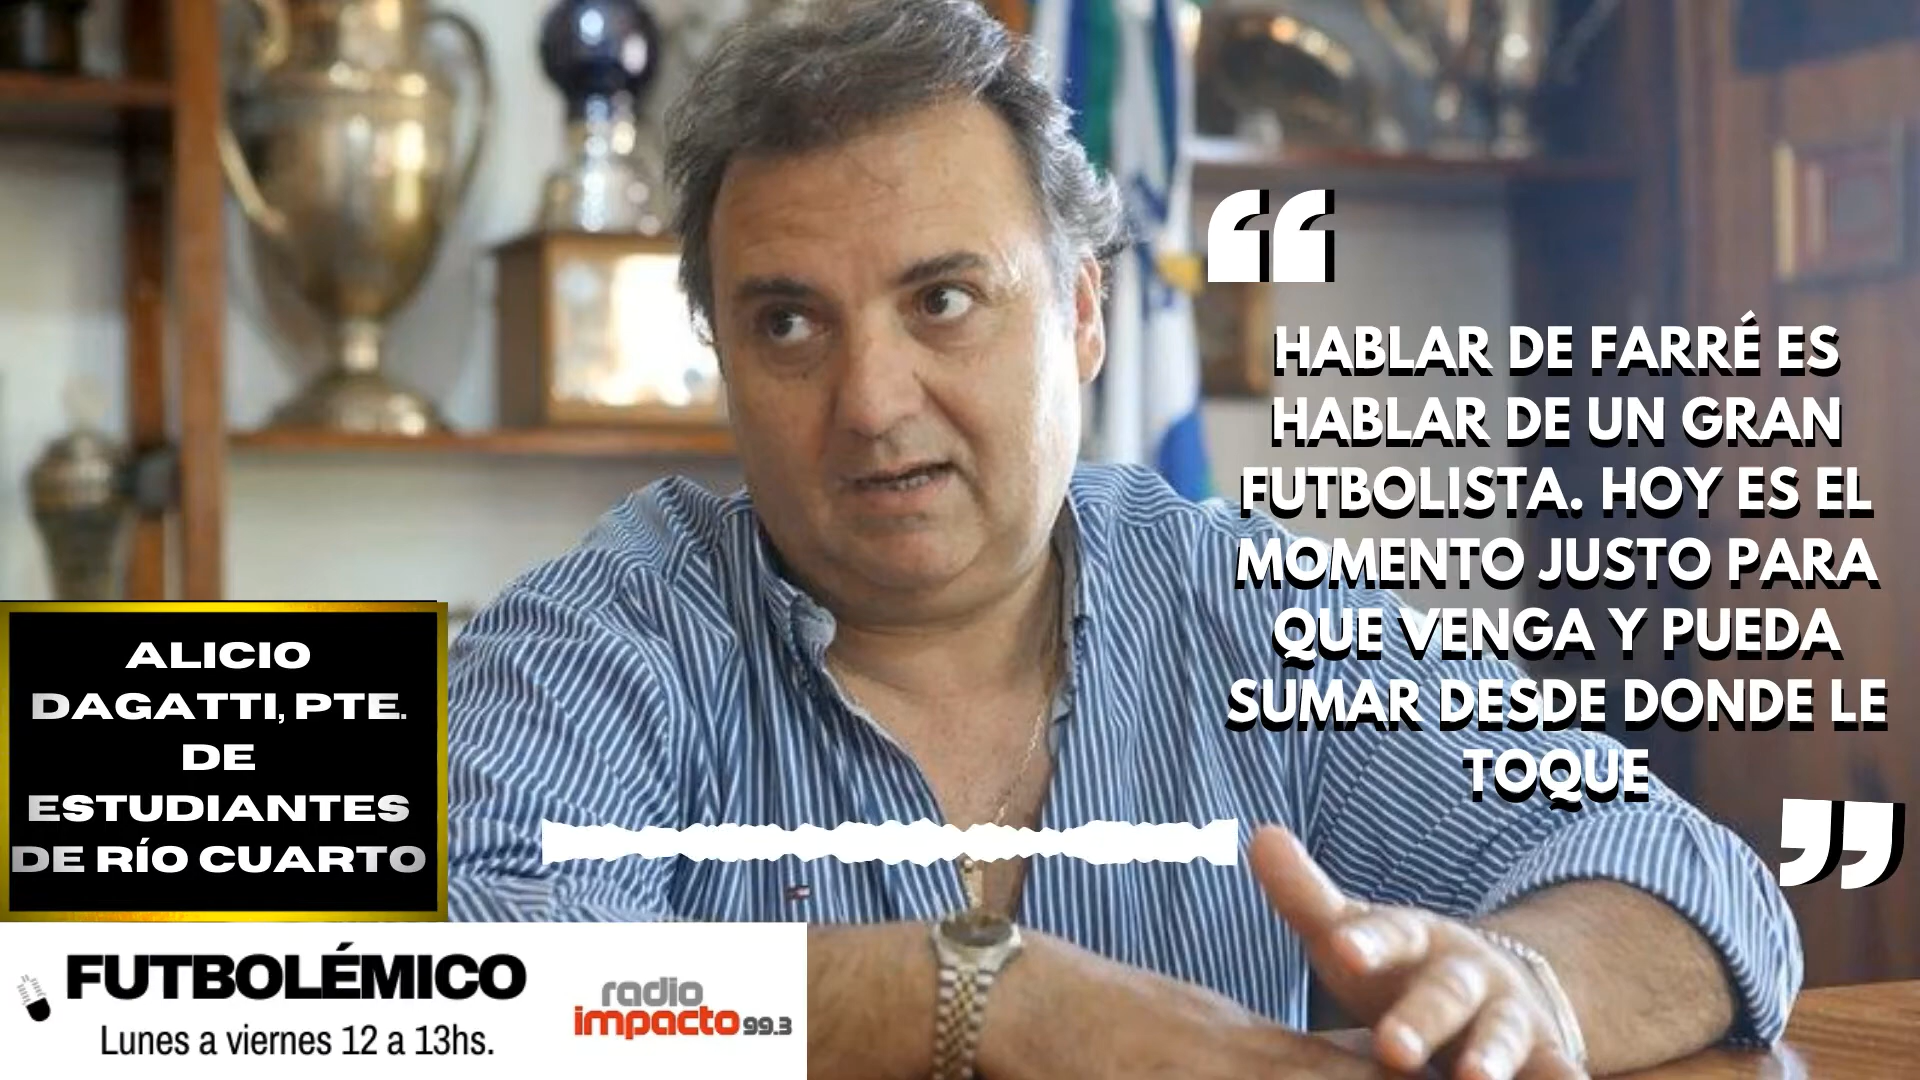 “
HABLAR DE FARRÉ ES
HABLAR DE UN GRAN
FUTBOLISTA. HOY ES EL
MOMENTO JUSTO PARA
QUE VENGA Y PUEDA
SUMAR DESDE DONDE LE
TOQUE
”
ALICIO
DAGATTI, PTE.
DE
ESTUDIANTES
DE RÍO CUARTO
FUTBOLÉMICO
Lunes a viernes 12 a 13hs.
radio
impacto 99.3